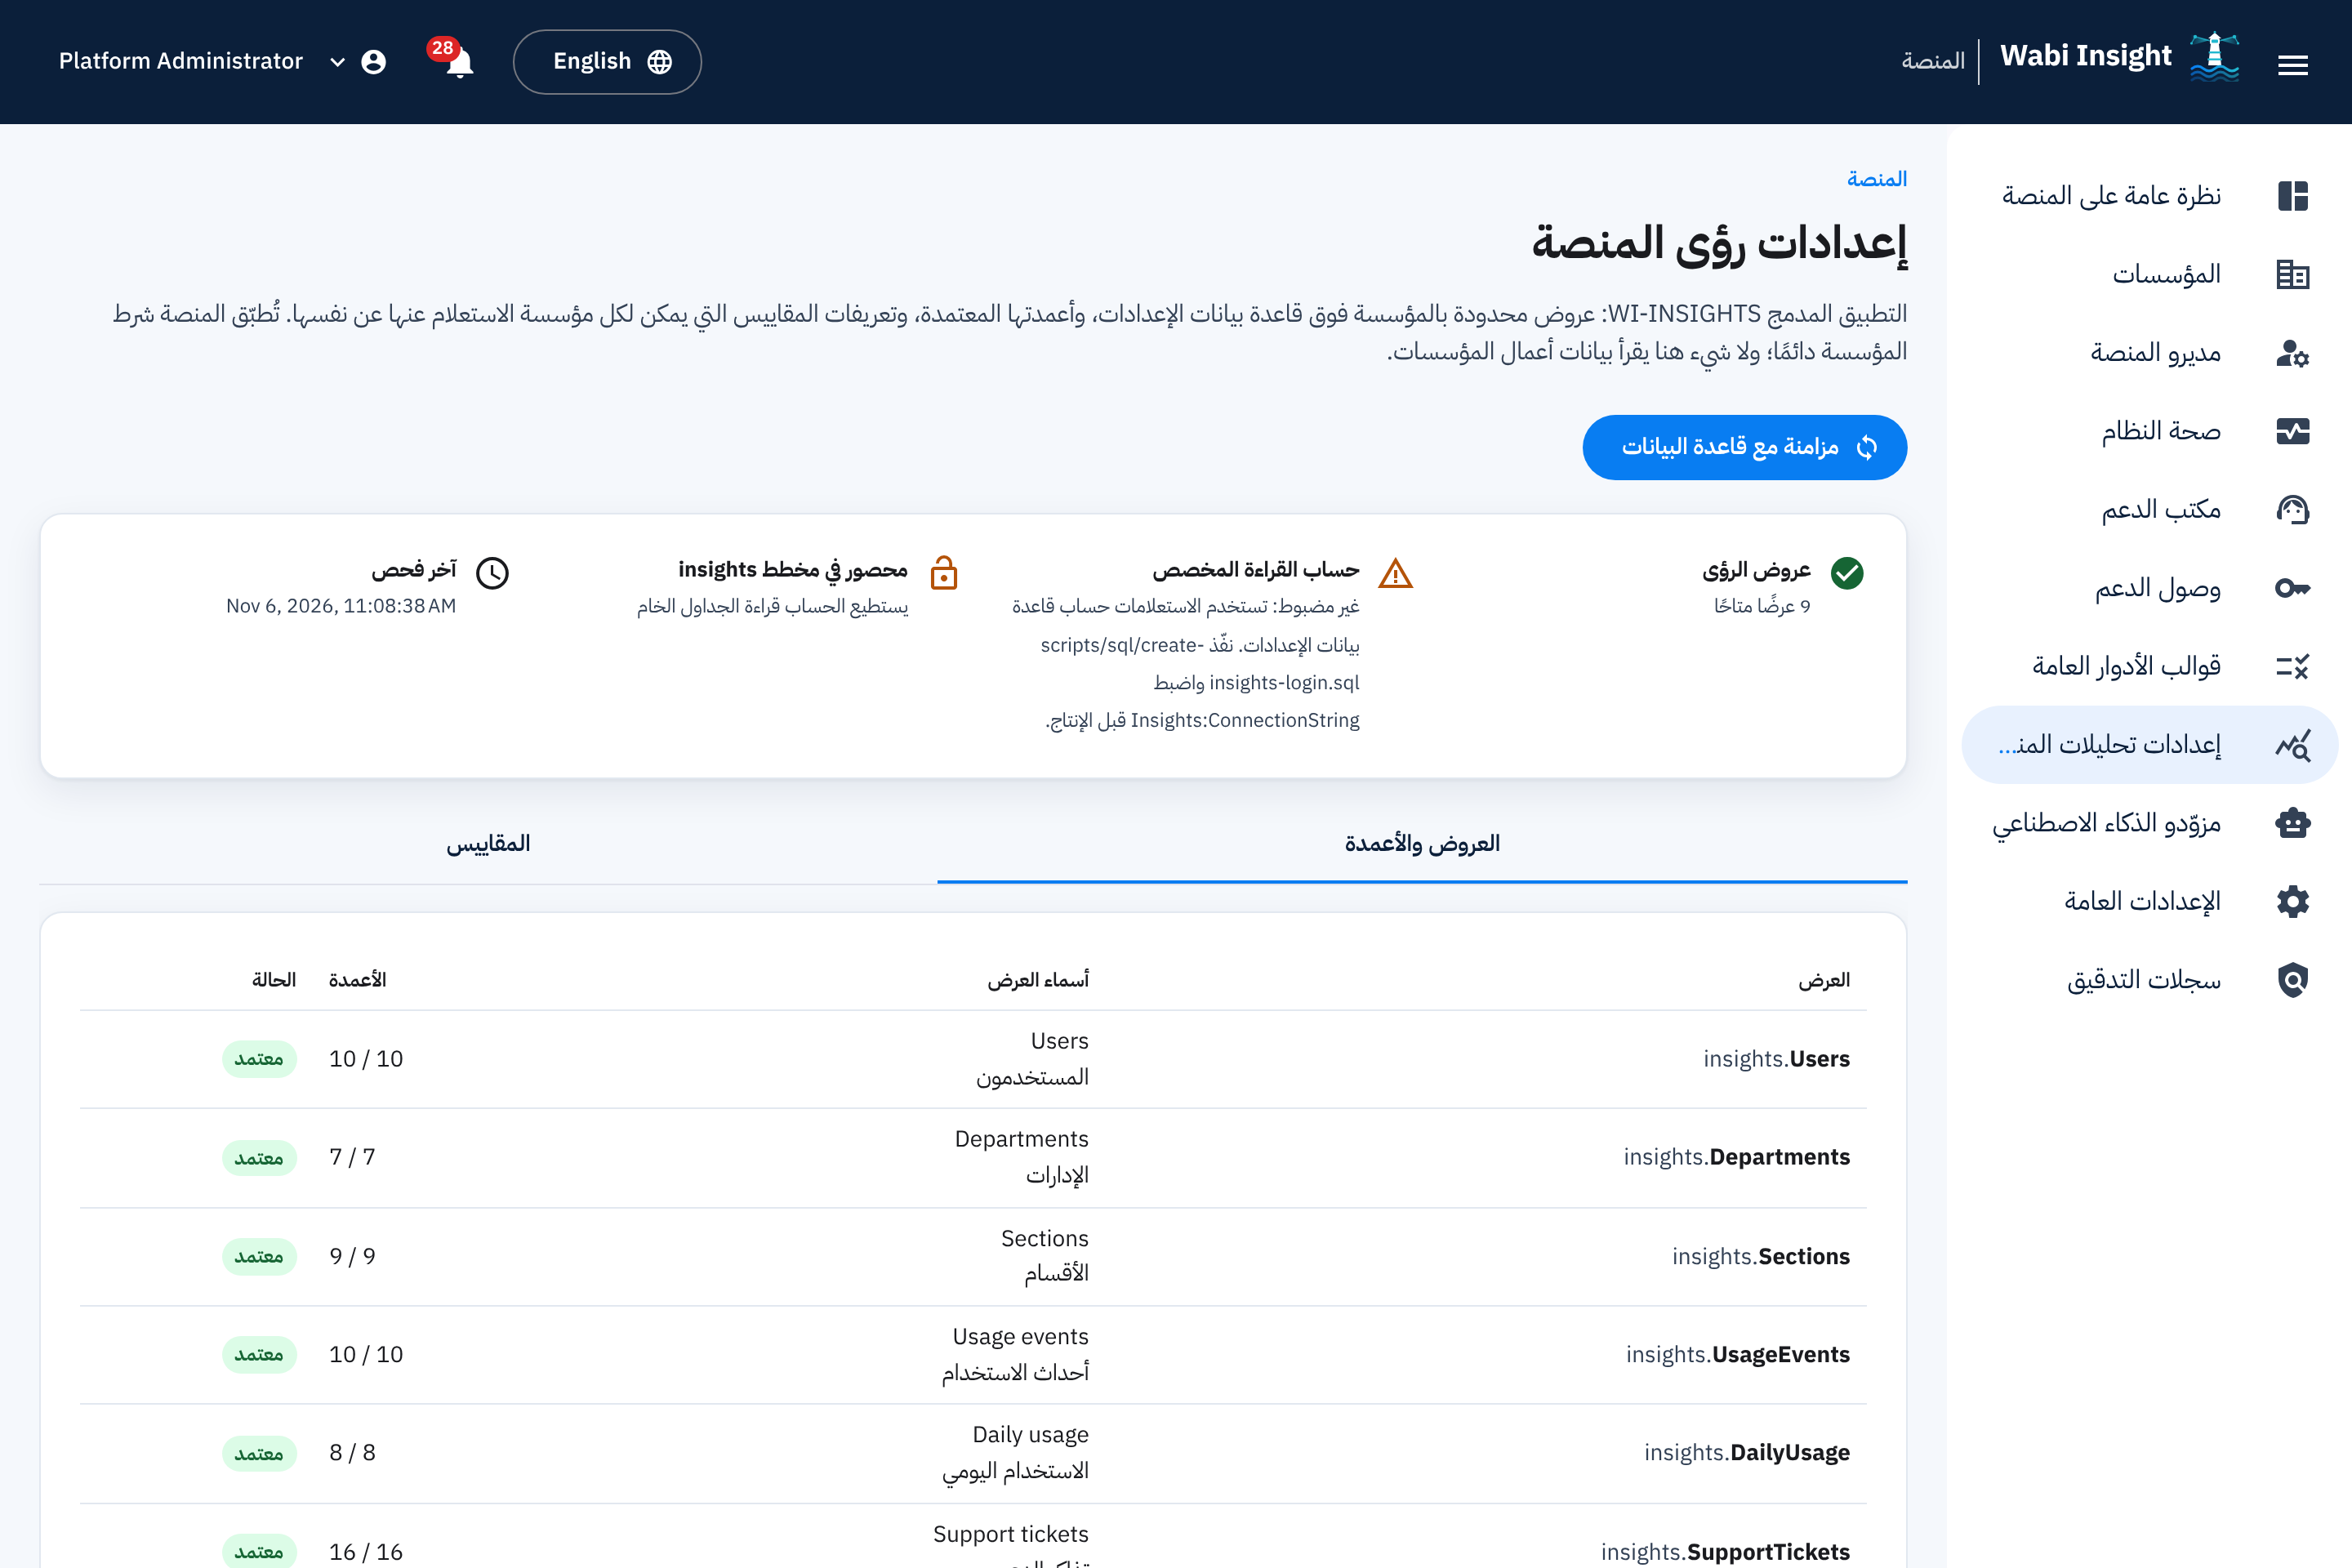 Wabi Insight
المنصة
English
28
Platform Administrator
نظرة عامة على المنصة
المؤسسات
مديرو المنصة
صحة النظام
مكتب الدعم
وصول الدعم
قوالب الأدوار العامة
إعدادات تحليلات المنـ...
مزوّدو الذكاء الاصطناعي
الإعدادات العامة
سجلات التدقيق
المنصة
إعدادات رؤى المنصة
التطبيق المدمج WI-INSIGHTS: عروض محدودة بالمؤسسة فوق قاعدة بيانات الإعدادات، وأعمدتها المعتمدة، وتعريفات المقاييس التي يمكن لكل مؤسسة الاستعلام عنها عن نفسها. تُطبّق المنصة شرط
المؤسسة دائمًا؛ ولا شيء هنا يقرأ بيانات أعمال المؤسسات.
مزامنة مع قاعدة البيانات
عروض الرؤى
9 عرضًا متاحًا
حساب القراءة المخصص
غير مضبوط: تستخدم الاستعلامات حساب قاعدة
بيانات الإعدادات. نفّذ scripts/sql/create-
insights-login.sql واضبط
Insights:ConnectionString قبل الإنتاج.
محصور في مخطط insights
يستطيع الحساب قراءة الجداول الخام
آخر فحص
Nov 6, 2026, 11:08:38 AM
العروض والأعمدة
المقاييس
العرض أسماء العرض الأعمدة الحالة
insights.Users
Users
المستخدمون
10 / 10
معتمد
insights.Departments
Departments
الإدارات
7 / 7
معتمد
insights.Sections
Sections
الأقسام
9 / 9
معتمد
insights.UsageEvents
Usage events
أحداث الاستخدام
10 / 10
معتمد
insights.DailyUsage
Daily usage
الاستخدام اليومي
8 / 8
معتمد
insights.SupportTickets
Support tickets
16 / 16
معتمد